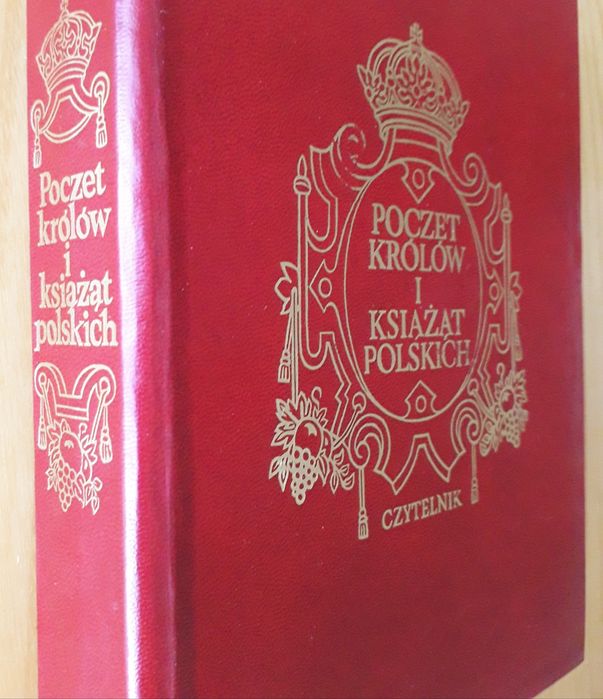 Poczet
królów
i
książąt
polskich
POCZET
KRÓLÓW
I
KSIĄŻĄT
POLSKICH
CZYTELNIK